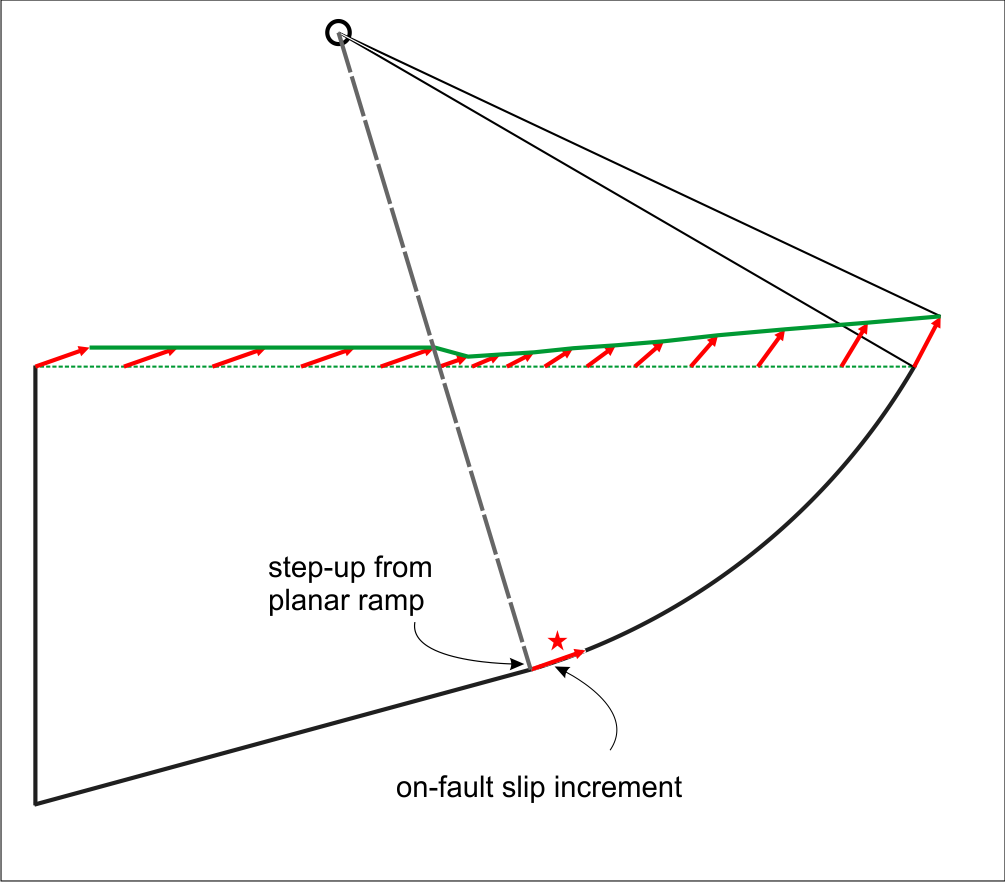 step-up from
planar ramp
on-fault slip increment